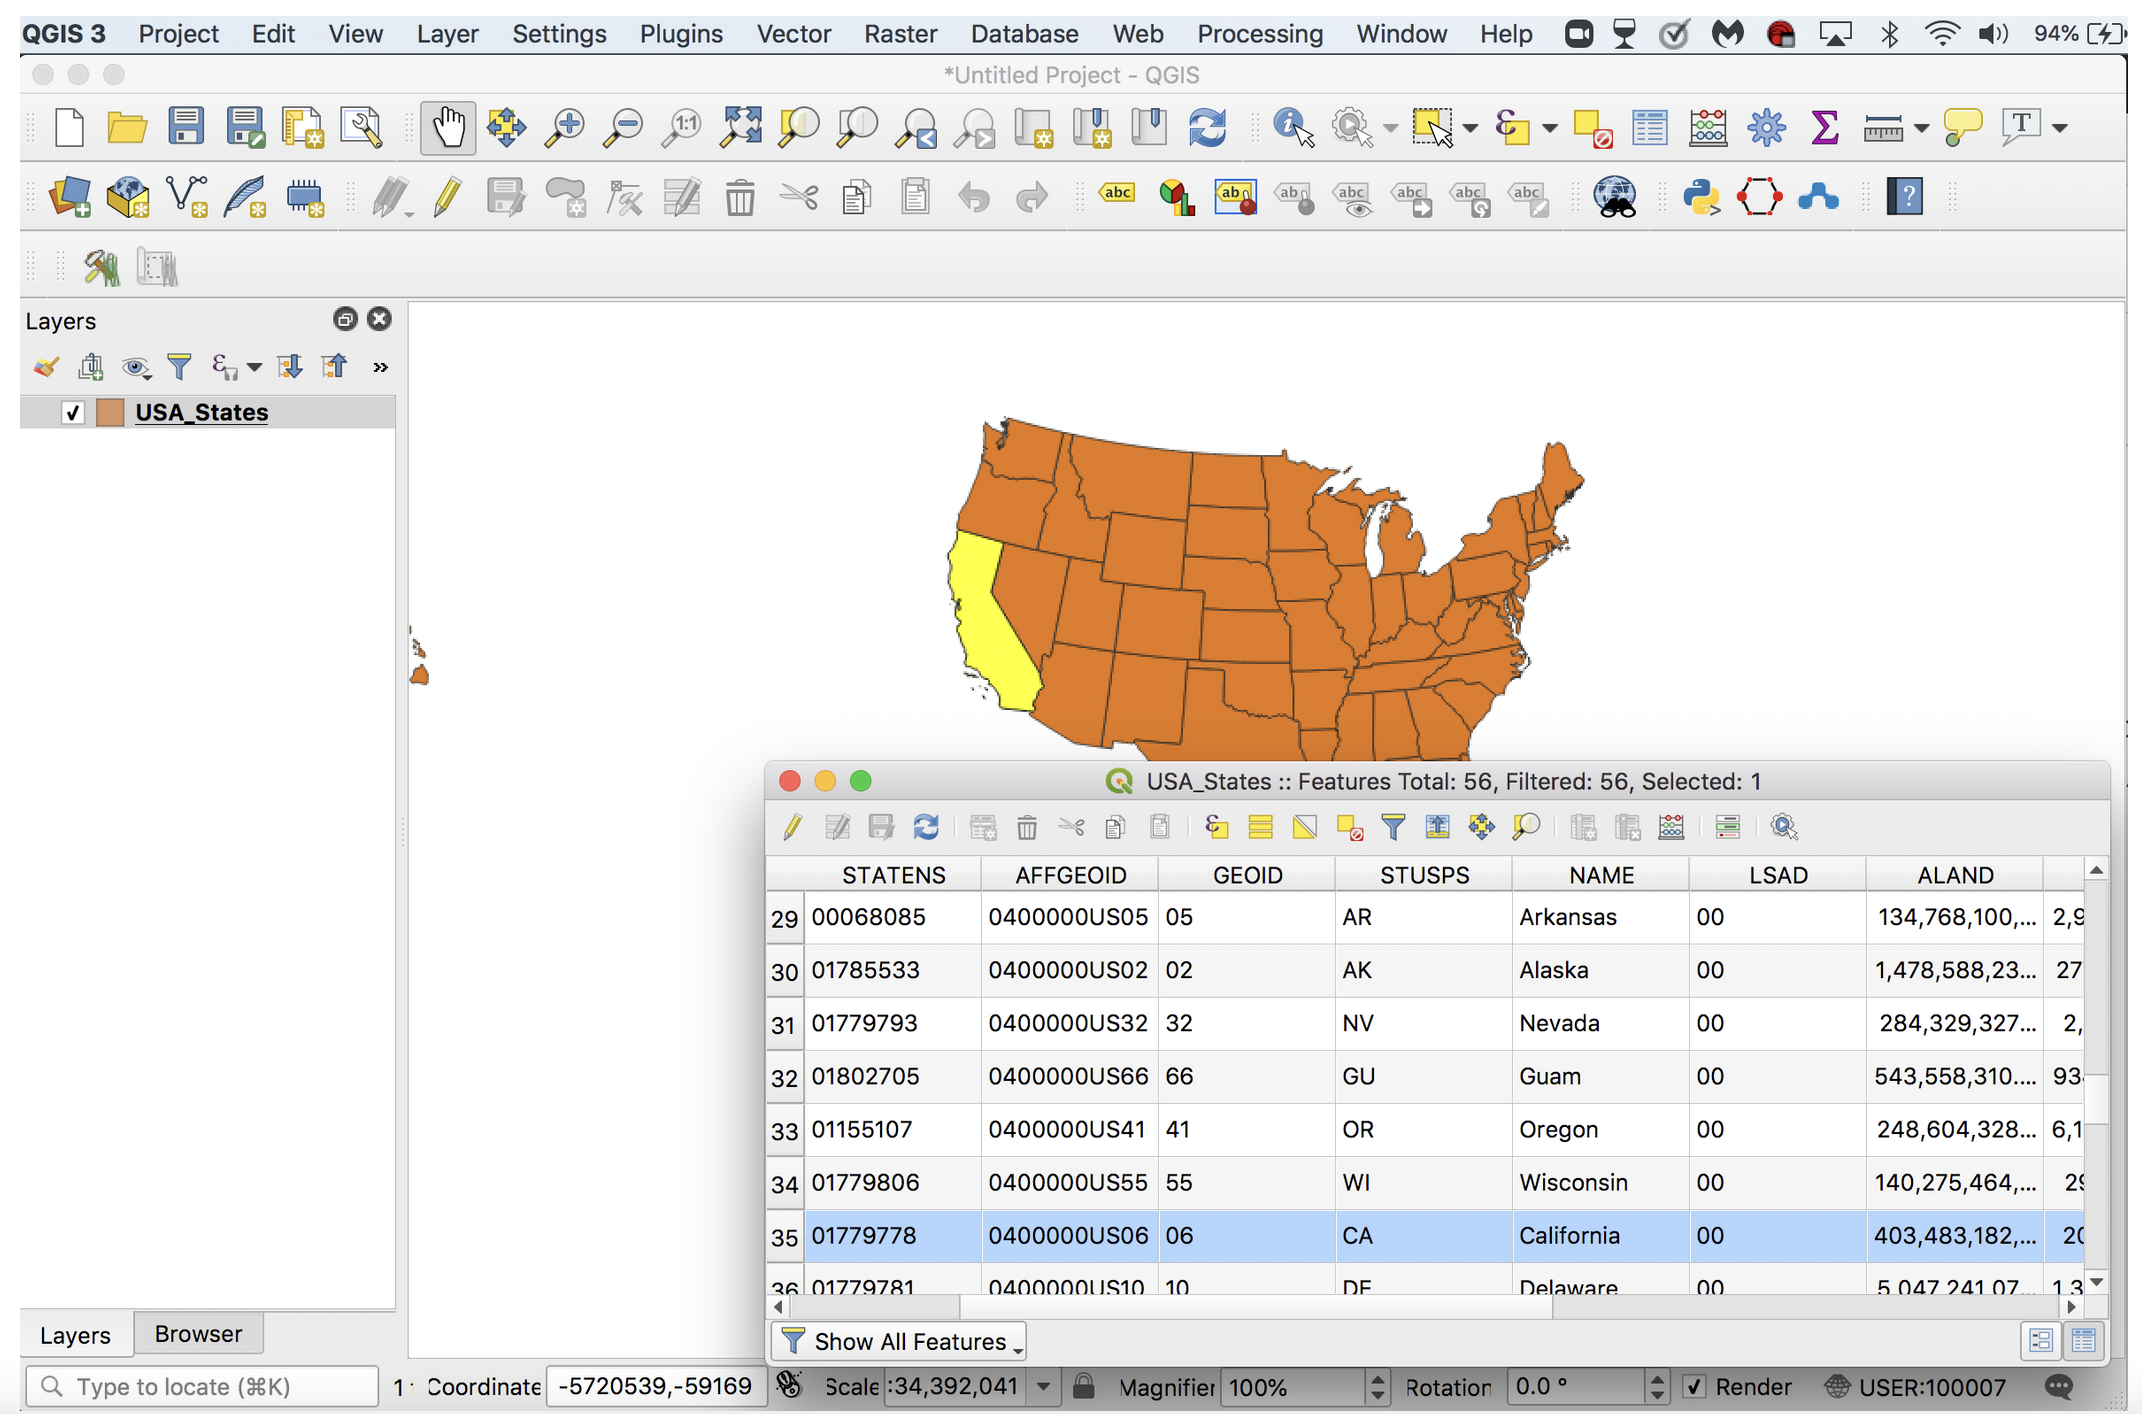 QGIS 3 Project Edit View Layer Settings Plugins Vector Raster Database Web Processing Window Help 94%
*Untitled Project - QGIS
1:1
T
abc abc abc abc abc abc ?
Layers
ε »
USA_States
USA_States :: Features Total: 56, Filtered: 56, Selected: 1
STATENS AFFGEOID GEOID STUSPS NAME LSAD ALAND
29 00068085 0400000US05 05 AR Arkansas 00 134,768,100,... 2,9
30 01785533 0400000US02 02 AK Alaska 00 1,478,588,23... 27
31 01779793 0400000US32 32 NV Nevada 00 284,329,327... 2,
32 01802705 0400000US66 66 GU Guam 00 543,558,310.... 93
33 01155107 0400000US41 41 OR Oregon 00 248,604,328... 6,1
34 01779806 0400000US55 55 WI Wisconsin 00 140,275,464,... 29
35 01779778 0400000US06 06 CA California 00 403,483,182,... 20
36 01779781 0400000US10 10 DE Delaware 00 5,047,241,07... 1,3
Show All Features
Layers Browser
Type to locate (⌘K) 1 Coordinate -5720539,-59169 Scale :34,392,041 Magnifier 100% Rotation 0.0 ° Render USER:100007